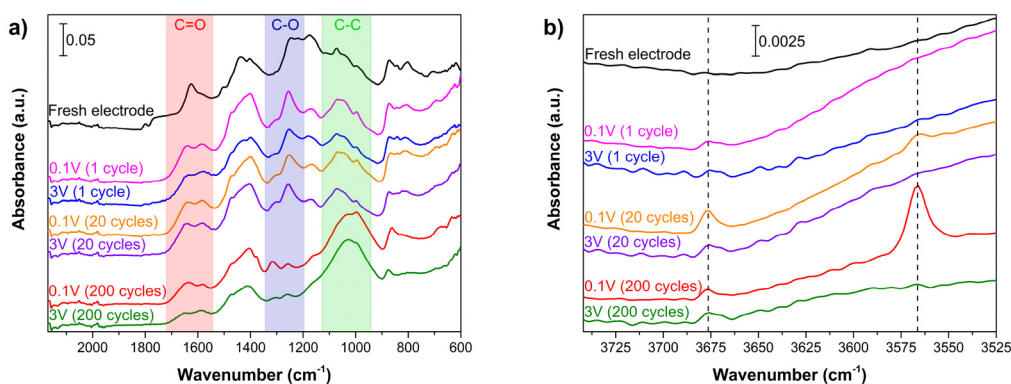 a)
C=O
C-O
C-C
0.05
Fresh electrode
0.1V (1 cycle)
3V (1 cycle)
0.1V (20 cycles)
3V (20 cycles)
0.1V (200 cycles)
3V (200 cycles)
Absorbance (a.u.)
2000
1800
1600
1400
1200
1000
800
600
Wavenumber (cm⁻¹)
b)
0.0025
Fresh electrode
0.1V (1 cycle)
3V (1 cycle)
0.1V (20 cycles)
3V (20 cycles)
0.1V (200 cycles)
3V (200 cycles)
Absorbance (a.u.)
3725
3700
3675
3650
3625
3600
3575
3550
3525
Wavenumber (cm⁻¹)